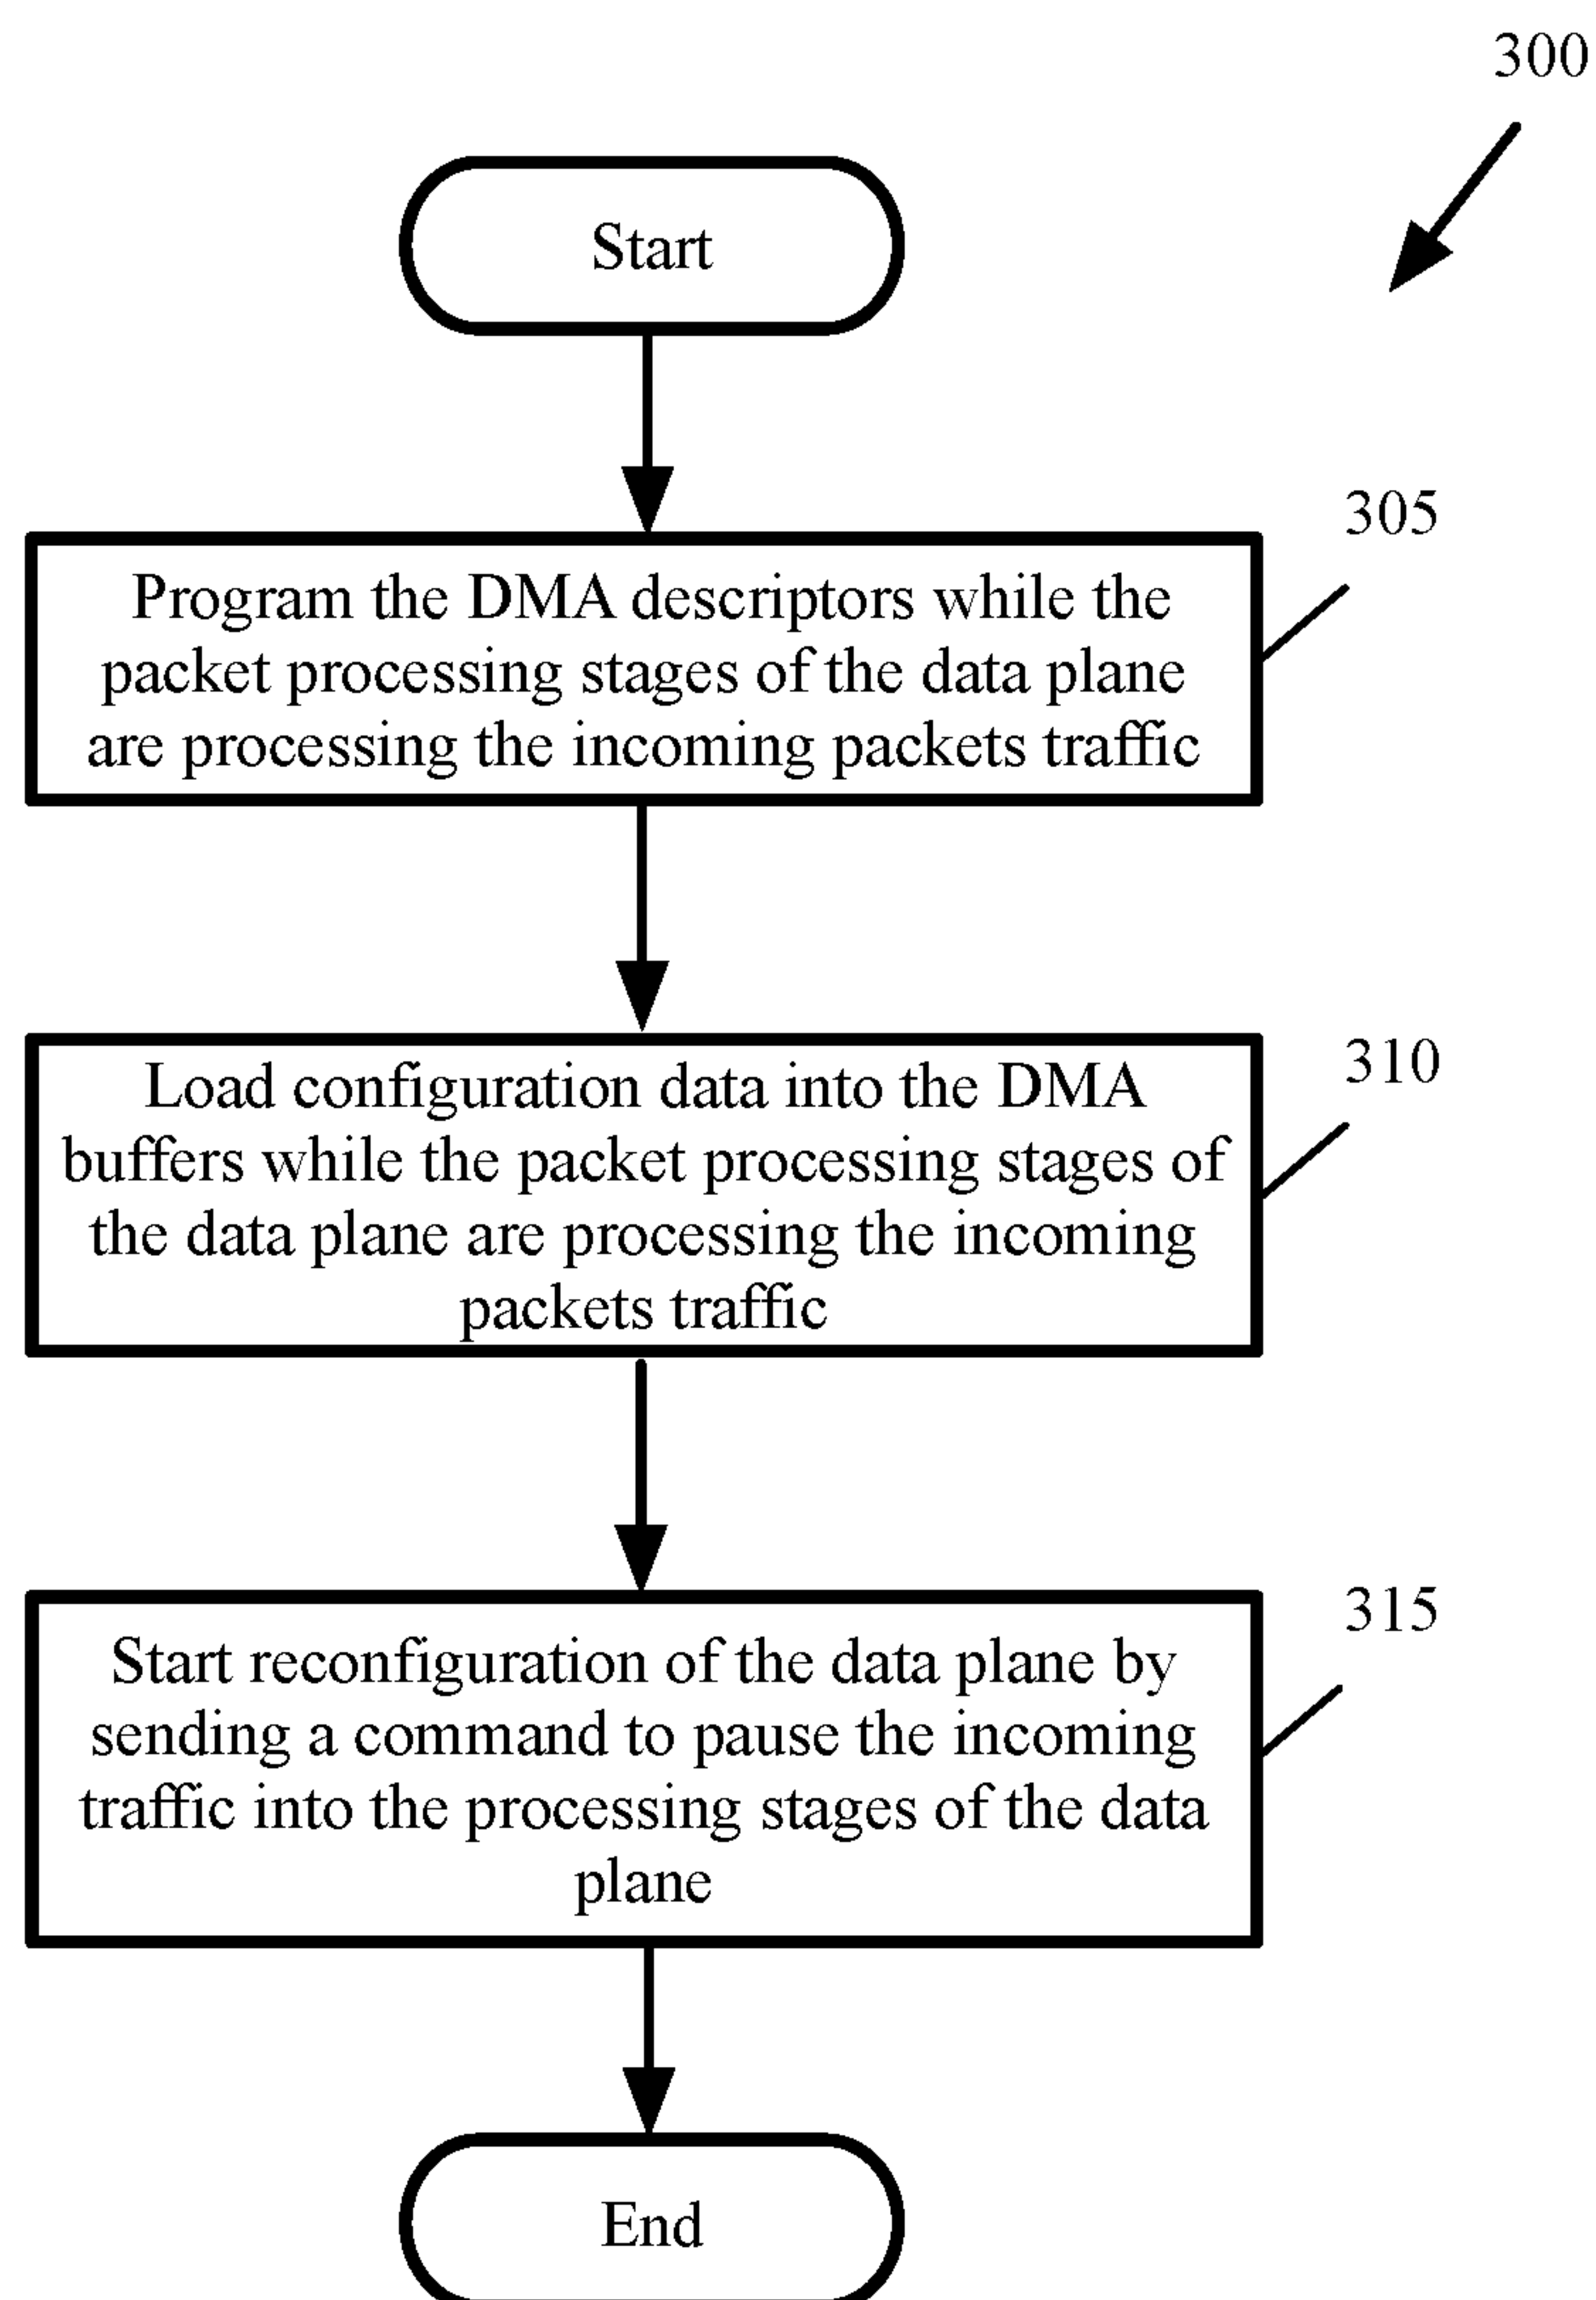 300
Start
305
Program the DMA descriptors while the
packet processing stages of the data plane
are processing the incoming packets traffic
310
Load configuration data into the DMA
buffers while the packet processing stages of
the data plane are processing the incoming
packets traffic
315
Start reconfiguration of the data plane by
sending a command to pause the incoming
traffic into the processing stages of the data
plane
End